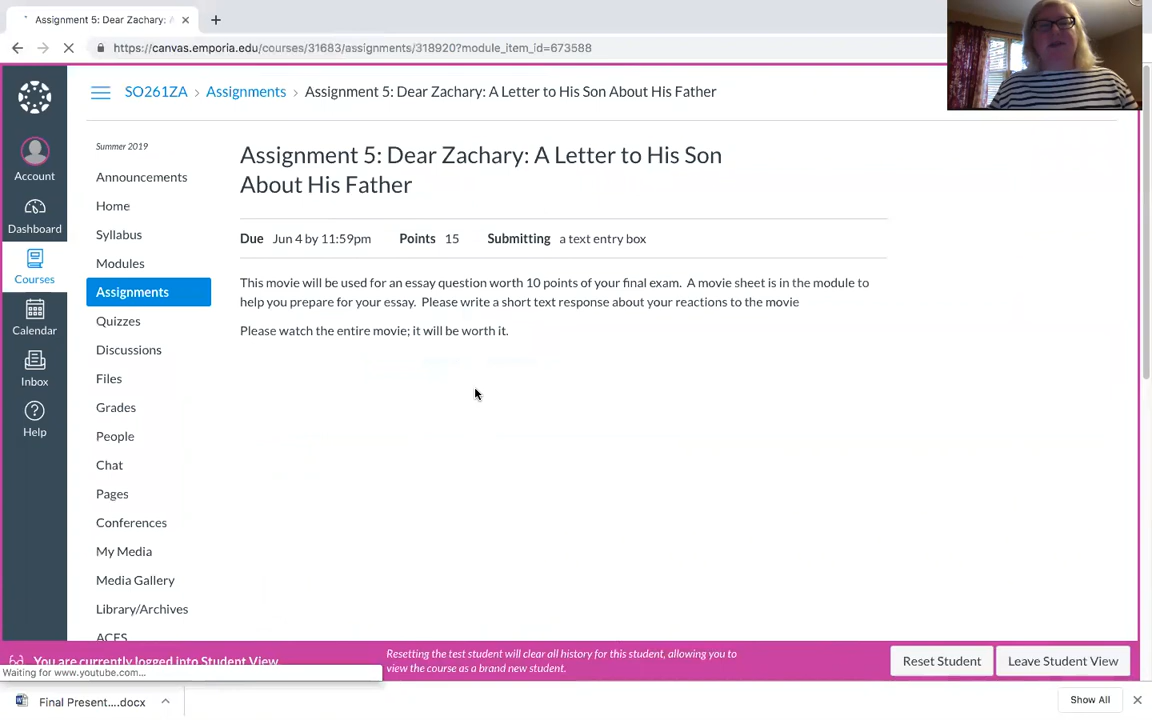 Assignment 5: Dear Zachary: A
https://canvas.emporia.edu/courses/31683/assignments/318920?module_item_id=673588
SO261ZA > Assignments > Assignment 5: Dear Zachary: A Letter to His Son About His Father
Account
Dashboard
Courses
Calendar
Inbox
Help
Summer 2019
Announcements
Home
Syllabus
Modules
Assignments
Quizzes
Discussions
Files
Grades
People
Chat
Pages
Conferences
My Media
Media Gallery
Library/Archives
ACES
Assignment 5: Dear Zachary: A Letter to His Son
About His Father
Due Jun 4 by 11:59pm Points 15 Submitting a text entry box
This movie will be used for an essay question worth 10 points of your final exam. A movie sheet is in the module to
help you prepare for your essay. Please write a short text response about your reactions to the movie
Please watch the entire movie; it will be worth it.
You are currently logged into Student View
Resetting the test student will clear all history for this student, allowing you to
view the course as a brand new student.
Reset Student
Leave Student View
Waiting for www.youtube.com...
Final Present....docx
Show All